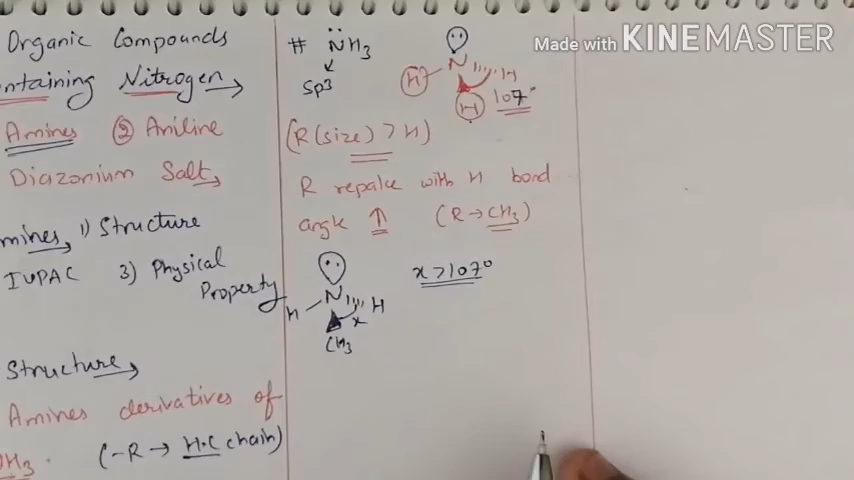 Organic Compounds
ntaining Nitrogen →
Amines ② Aniline
Diazonium Salt →
mines, 1) Structure
IUPAC 3) Physical
Property
Structure →
Amines derivatives of
NH3. (-R → H·C chain)
# N̈H3
↙
Sp3
N
H H
H 107°
(R (size) > H)
R repalce with H bond
angle ↑ (R → CH3)
N
H H
x
CH3
x > 107°
Made with KINEMASTER